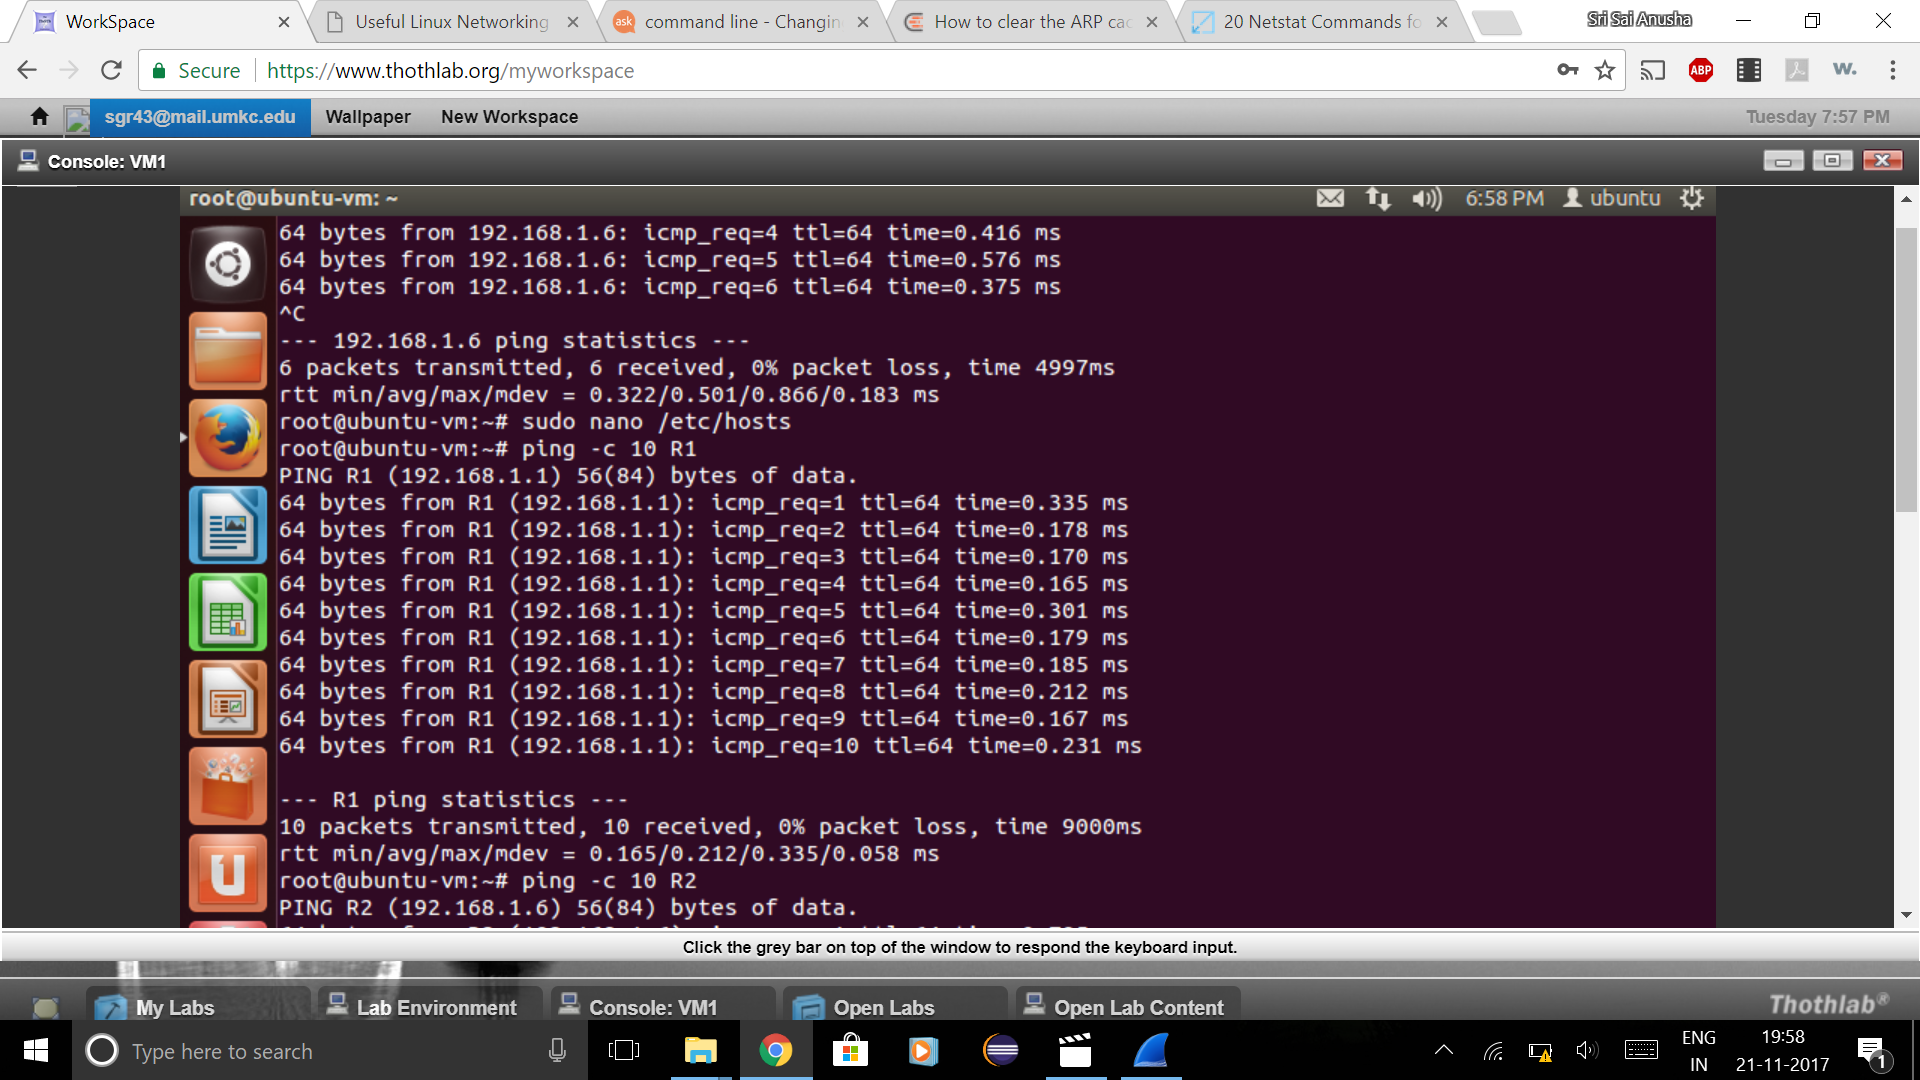 WorkSpace
Useful Linux Networking
ask command line - Changin
How to clear the ARP cac
20 Netstat Commands fo
Sri Sai Anusha
Secure https://www.thothlab.org/myworkspace
ABP
W.
sgr43@mail.umkc.edu Wallpaper New Workspace Tuesday 7:57 PM
Console: VM1
root@ubuntu-vm: ~ 6:58 PM ubuntu
64 bytes from 192.168.1.6: icmp_req=4 ttl=64 time=0.416 ms
64 bytes from 192.168.1.6: icmp_req=5 ttl=64 time=0.576 ms
64 bytes from 192.168.1.6: icmp_req=6 ttl=64 time=0.375 ms
^C
--- 192.168.1.6 ping statistics ---
6 packets transmitted, 6 received, 0% packet loss, time 4997ms
rtt min/avg/max/mdev = 0.322/0.501/0.866/0.183 ms
root@ubuntu-vm:~# sudo nano /etc/hosts
root@ubuntu-vm:~# ping -c 10 R1
PING R1 (192.168.1.1) 56(84) bytes of data.
64 bytes from R1 (192.168.1.1): icmp_req=1 ttl=64 time=0.335 ms
64 bytes from R1 (192.168.1.1): icmp_req=2 ttl=64 time=0.178 ms
64 bytes from R1 (192.168.1.1): icmp_req=3 ttl=64 time=0.170 ms
64 bytes from R1 (192.168.1.1): icmp_req=4 ttl=64 time=0.165 ms
64 bytes from R1 (192.168.1.1): icmp_req=5 ttl=64 time=0.301 ms
64 bytes from R1 (192.168.1.1): icmp_req=6 ttl=64 time=0.179 ms
64 bytes from R1 (192.168.1.1): icmp_req=7 ttl=64 time=0.185 ms
64 bytes from R1 (192.168.1.1): icmp_req=8 ttl=64 time=0.212 ms
64 bytes from R1 (192.168.1.1): icmp_req=9 ttl=64 time=0.167 ms
64 bytes from R1 (192.168.1.1): icmp_req=10 ttl=64 time=0.231 ms
--- R1 ping statistics ---
10 packets transmitted, 10 received, 0% packet loss, time 9000ms
rtt min/avg/max/mdev = 0.165/0.212/0.335/0.058 ms
root@ubuntu-vm:~# ping -c 10 R2
PING R2 (192.168.1.6) 56(84) bytes of data.
Click the grey bar on top of the window to respond the keyboard input.
My Labs Lab Environment Console: VM1 Open Labs Open Lab Content Thothlab®
Type here to search
ENG
IN
19:58
21-11-2017
1